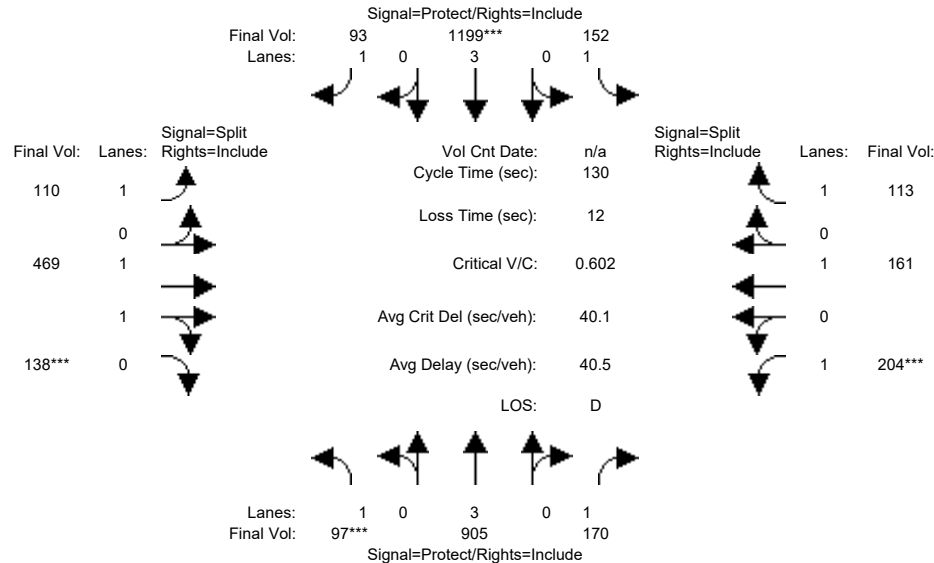 Signal=Protect/Rights=Include
Final Vol: 93 1199*** 152
Lanes: 1 0 3 0 1
Signal=Split
Final Vol: Lanes: Rights=Include
Vol Cnt Date: n/a
Signal=Split
Rights=Include Lanes: Final Vol:
Cycle Time (sec): 130
110 1
1 113
Loss Time (sec): 12
0
0
469 1
Critical V/C: 0.602
1 161
1
Avg Crit Del (sec/veh): 40.1
0
138*** 0
Avg Delay (sec/veh): 40.5
1 204***
LOS: D
Lanes: 1 0 3 0 1
Final Vol: 97*** 905 170
Signal=Protect/Rights=Include